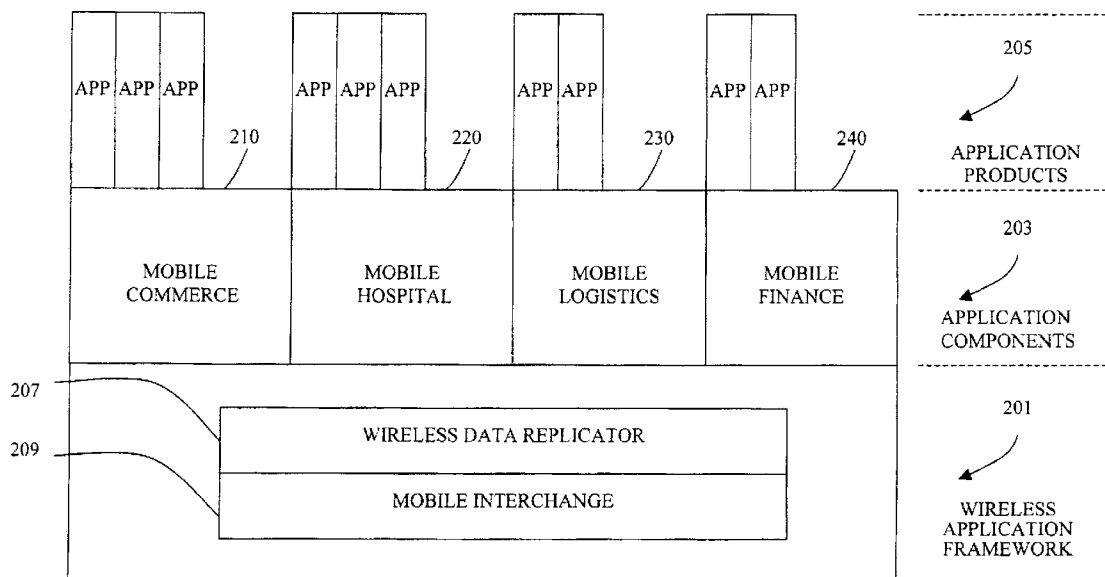 205
APP APP APP APP APP APP APP APP APP APP
210 220 230 240
APPLICATION
PRODUCTS
203
MOBILE
COMMERCE
MOBILE
HOSPITAL
MOBILE
LOGISTICS
MOBILE
FINANCE
APPLICATION
COMPONENTS
207
201
WIRELESS DATA REPLICATOR
209
MOBILE INTERCHANGE
WIRELESS
APPLICATION
FRAMEWORK